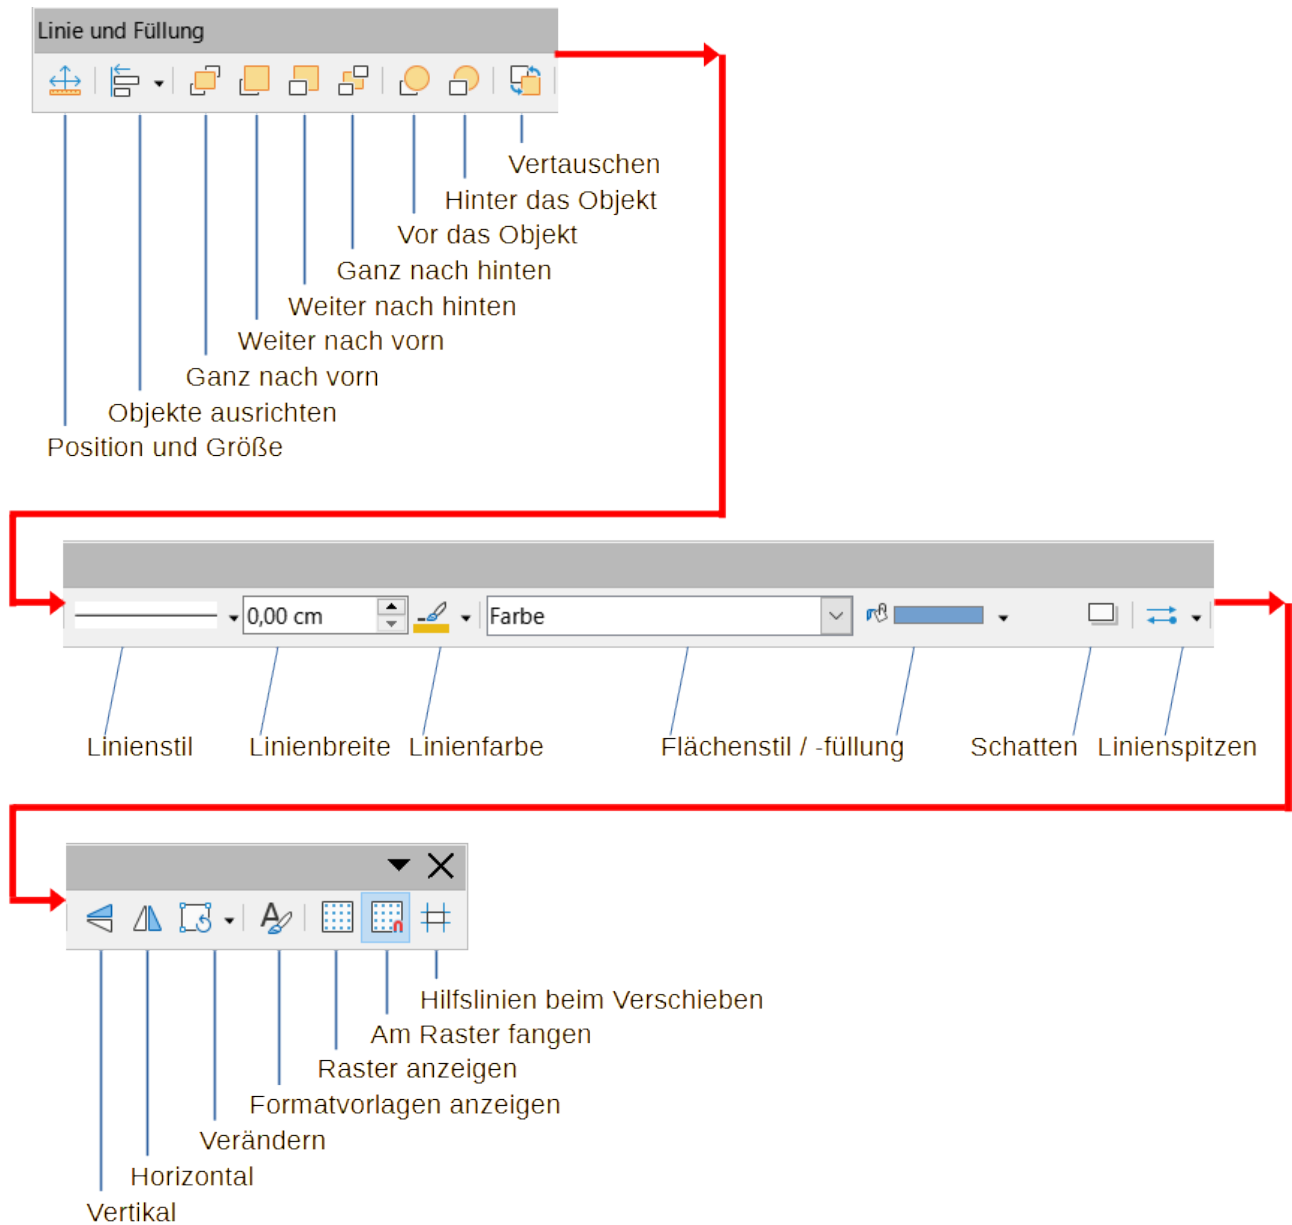 Linie und Füllung
Vertauschen
Hinter das Objekt
Vor das Objekt
Ganz nach hinten
Weiter nach hinten
Weiter nach vorn
Ganz nach vorn
Objekte ausrichten
Position und Größe
0,00 cm
Farbe
Linienstil
Linienbreite
Linienfarbe
Flächenstil / -füllung
Schatten
Linienspitzen
Hilfslinien beim Verschieben
Am Raster fangen
Raster anzeigen
Formatvorlagen anzeigen
Verändern
Horizontal
Vertikal